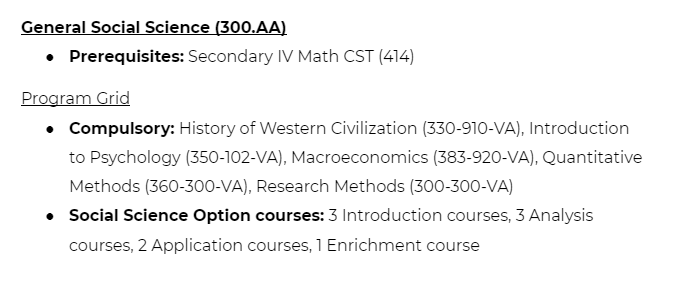 General Social Science (300.AA)
● Prerequisites: Secondary IV Math CST (414)
Program Grid
● Compulsory: History of Western Civilization (330-910-VA), Introduction
to Psychology (350-102-VA), Macroeconomics (383-920-VA), Quantitative
Methods (360-300-VA), Research Methods (300-300-VA)
● Social Science Option courses: 3 Introduction courses, 3 Analysis
courses, 2 Application courses, 1 Enrichment course